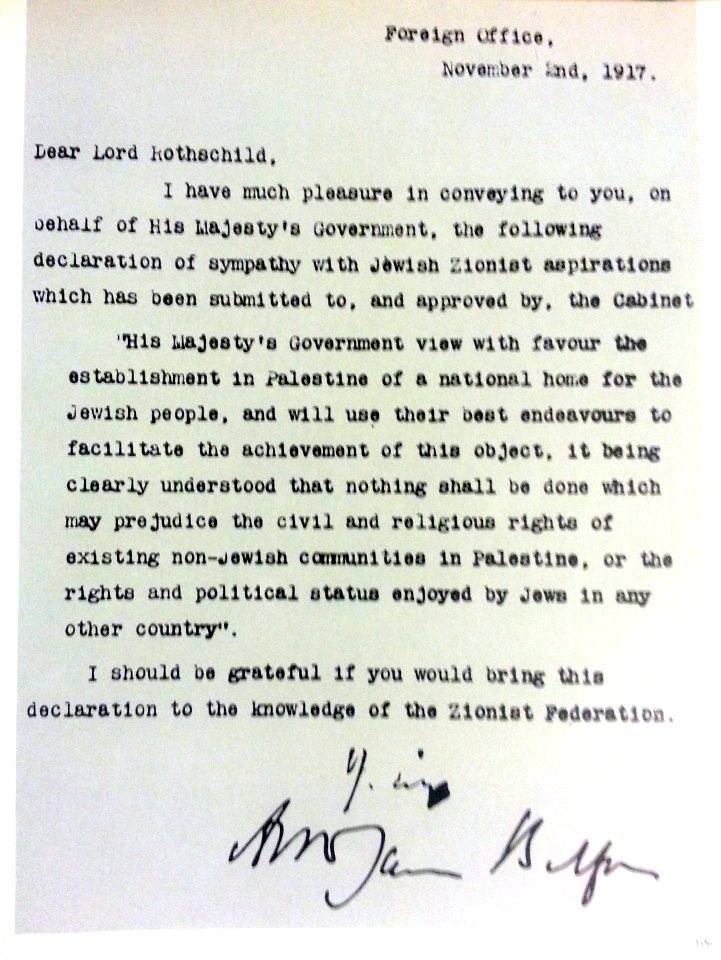 Foreign Office,
November 2nd, 1917.
Dear Lord Rothschild,
I have much pleasure in conveying to you, on
behalf of His Majesty's Government, the following
declaration of sympathy with Jewish Zionist aspirations
which has been submitted to, and approved by, the Cabinet
"His Majesty's Government view with favour the
establishment in Palestine of a national home for the
Jewish people, and will use their best endeavours to
facilitate the achievement of this object, it being
clearly understood that nothing shall be done which
may prejudice the civil and religious rights of
existing non-Jewish communities in Palestine, or the
rights and political status enjoyed by Jews in any
other country".
I should be grateful if you would bring this
declaration to the knowledge of the Zionist Federation.
Arthur James Balfour